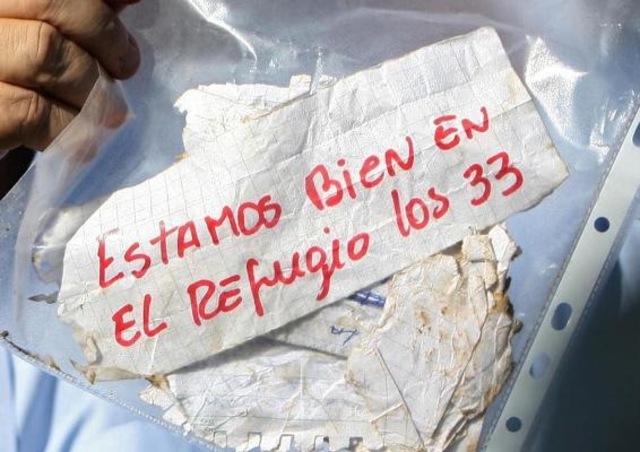 ESTAMOS BiEN EN
EL REfugio los 33